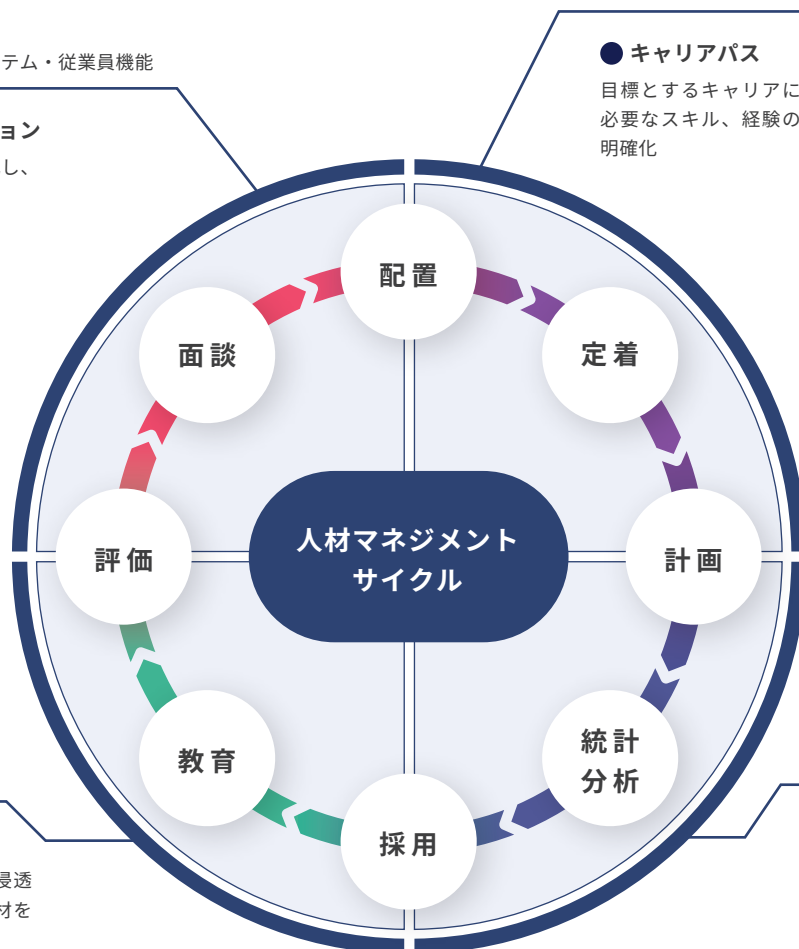 テム・従業員機能
ョン
し、
キャリアパス
目標とするキャリアに
必要なスキル、経験の
明確化
配置
定着
計画
統計
分析
採用
教育
評価
面談
人材マネジメント
サイクル
浸透
材を